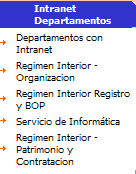 Intranet
Departamentos
Departamentos con
Intranet
Regimen Interior -
Organizacion
Regimen Interior Registro
y BOP
Servicio de Informática
Regimen Interior -
Patrimonio y
Contratacion